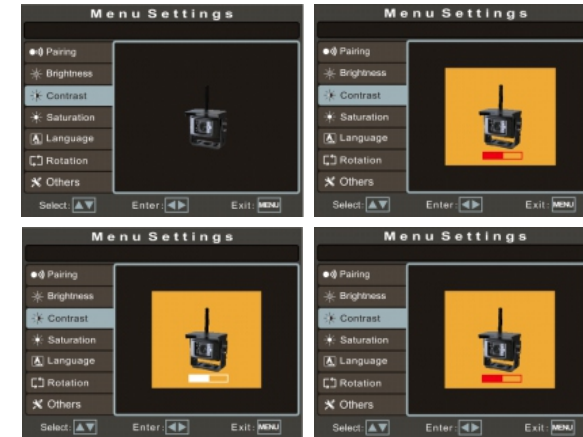 Menu Settings
Pairing
Brightness
Contrast
Saturation
Language
Rotation
Others
Select: Enter: Exit: MENU
Menu Settings
Pairing
Brightness
Contrast
Saturation
Language
Rotation
Others
Select: Enter: Exit: MENU
Menu Settings
Pairing
Brightness
Contrast
Saturation
Language
Rotation
Others
Select: Enter: Exit: MENU
Menu Settings
Pairing
Brightness
Contrast
Saturation
Language
Rotation
Others
Select: Enter: Exit: MENU